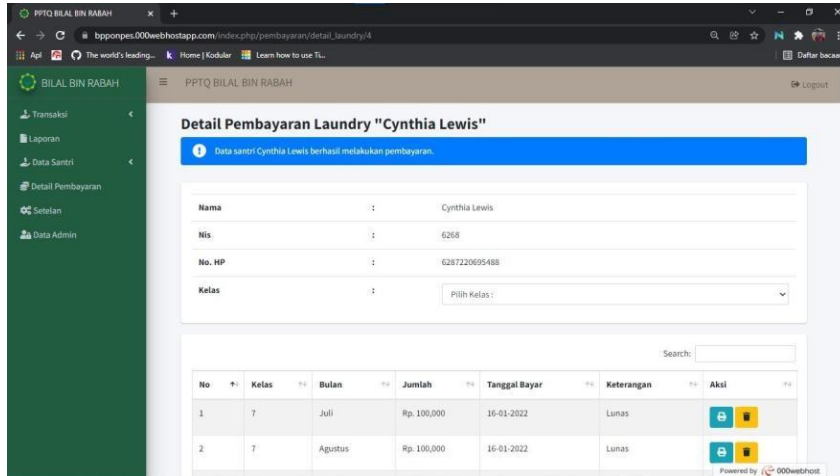 PPTQ BILAL BIN RABAH
bpponpes.000webhostapp.com/index.php/pembayaran/detail_laundry/4
Apl The world's leading... Home | Kodular Learn how to use Ti... Daftar bacaan
BILAL BIN RABAH
PPTQ BILAL BIN RABAH
Logout
Transaksi
Laporan
Data Santri
Detail Pembayaran
Setelan
Data Admin
Detail Pembayaran Laundry "Cynthia Lewis"
Data santri Cynthia Lewis berhasil melakukan pembayaran.
Nama : Cynthia Lewis
Nis : 6268
No. HP : 6287220695488
Kelas : Pilih Kelas :
Search:
No Kelas Bulan Jumlah Tanggal Bayar Keterangan Aksi
1 7 Juli Rp. 100,000 16-01-2022 Lunas
2 7 Agustus Rp. 100,000 16-01-2022 Lunas
Powered by 000webhost